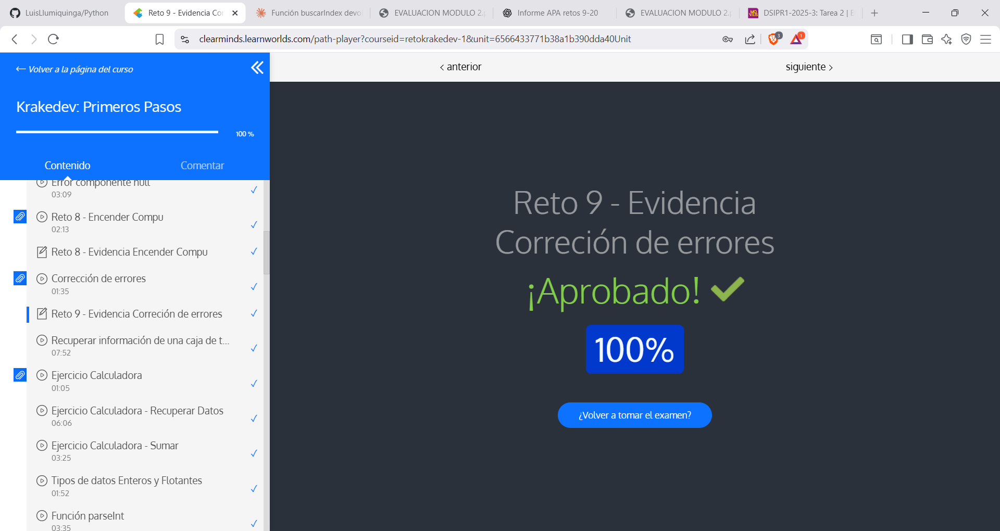 LuisLlumiquinga/Python
Reto 9 - Evidencia Cor
Función buscarIndex devol
EVALUACION MODULO 2.p
Informe APA retos 9-20
EVALUACION MODULO 2.p
DSIPR1-2025-3: Tarea 2 | E
clearminds.learnworlds.com/path-player?courseid=retokrakedev-1&unit=6566433771b38a1b390dda40Unit
3
1
← Volver a la página del curso
‹ anterior
siguiente ›
Krakedev: Primeros Pasos
100 %
Contenido
Comentar
Error componente null
03:09
Reto 8 - Encender Compu
02:13
Reto 8 - Evidencia Encender Compu
Corrección de errores
01:35
Reto 9 - Evidencia Correción de errores
Recuperar información de una caja de t...
07:52
Ejercicio Calculadora
01:05
Ejercicio Calculadora - Recuperar Datos
06:06
Ejercicio Calculadora - Sumar
03:25
Tipos de datos Enteros y Flotantes
01:52
Función parseInt
03:35
Reto 9 - Evidencia
Correción de errores
¡Aprobado!
100%
¿Volver a tomar el examen?